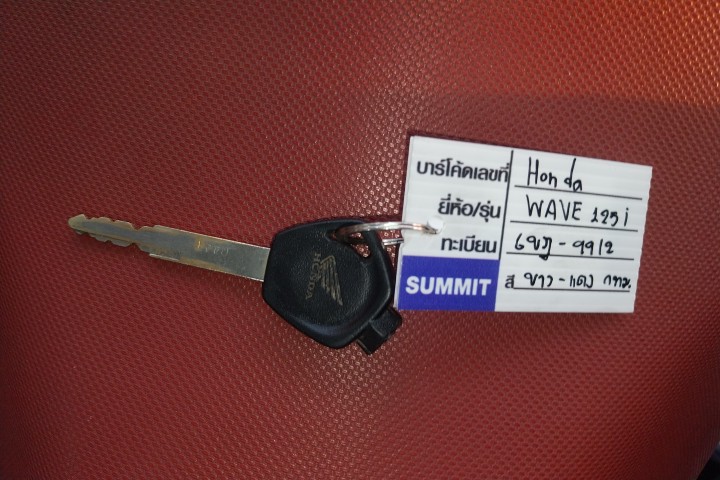 HONDA
บาร์โค้ดเลขที่ Honda
ยี่ห้อ/รุ่น WAVE 125i
ทะเบียน 6ขฎ-9912
SUMMIT สี ขาว-แดง กทม.